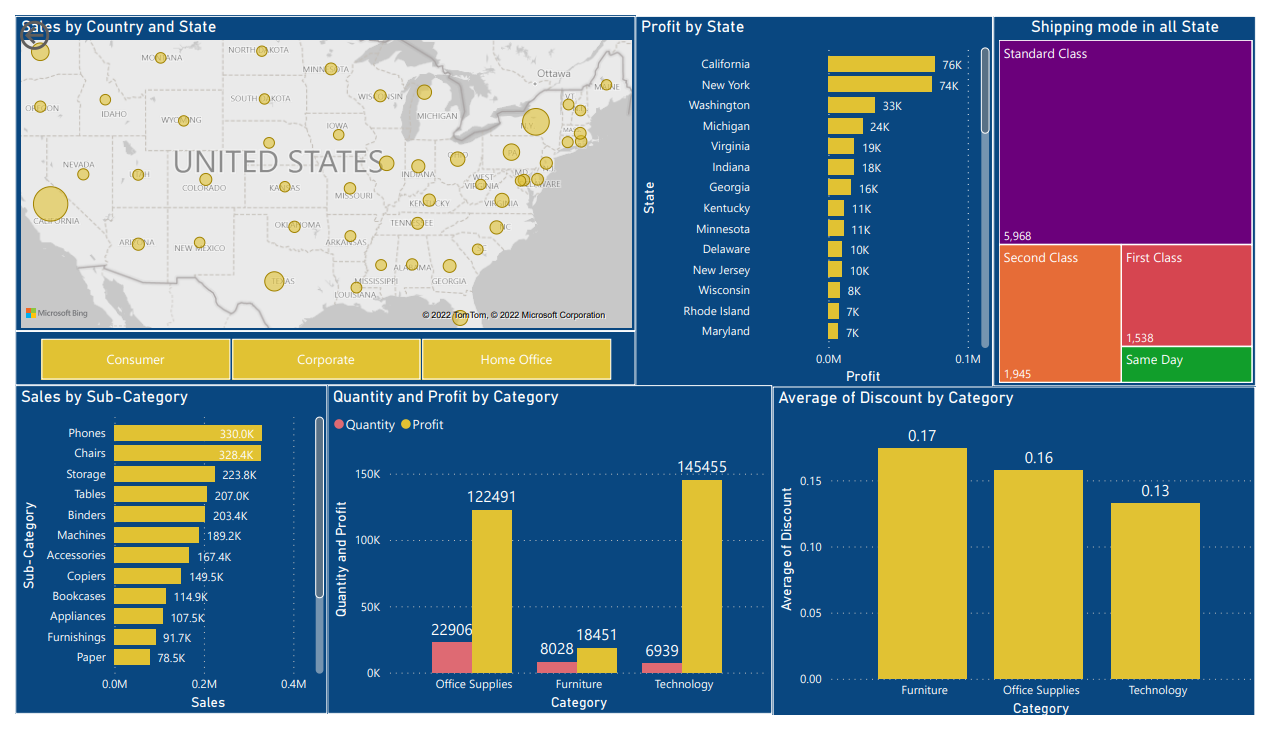 Sales by Country and State
NORTH DAKOTA
MONTANA
MINNESOTA
Ottawa
MAINE
VT
OREGON
IDAHO
SOUTH DAKOTA
WISCONSIN
MICHIGAN
WYOMING
IOWA
N.Y.
NEVADA
UNITED STATES
PA
OHIO
UTAH
COLORADO
KANSAS
MISSOURI
INDIANA
WEST VIRGINIA
MD
DELAWARE
KENTUCKY
VIRGINIA
CALIFORNIA
ARIZONA
NEW MEXICO
OKLAHOMA
ARKANSAS
TENNESSEE
NC
SC
TEXAS
LOUISIANA
MISSISSIPPI
ALABAMA
GEORGIA
Microsoft Bing
© 2022 TomTom, © 2022 Microsoft Corporation
Consumer
Corporate
Home Office
Profit by State
State
California 76K
New York 74K
Washington 33K
Michigan 24K
Virginia 19K
Indiana 18K
Georgia 16K
Kentucky 11K
Minnesota 11K
Delaware 10K
New Jersey 10K
Wisconsin 8K
Rhode Island 7K
Maryland 7K
0.0M 0.1M
Profit
Shipping mode in all State
Standard Class
5,968
Second Class
1,945
First Class
1,538
Same Day
Sales by Sub-Category
Sub-Category
Phones 330.0K
Chairs 328.4K
Storage 223.8K
Tables 207.0K
Binders 203.4K
Machines 189.2K
Accessories 167.4K
Copiers 149.5K
Bookcases 114.9K
Appliances 107.5K
Furnishings 91.7K
Paper 78.5K
0.0M 0.2M 0.4M
Sales
Quantity and Profit by Category
Quantity Profit
Quantity and Profit
150K
100K
50K
0K
22906 122491
8028 18451
6939 145455
Office Supplies Furniture Technology
Category
Average of Discount by Category
Average of Discount
0.15
0.10
0.05
0.00
0.17
0.16
0.13
Furniture Office Supplies Technology
Category